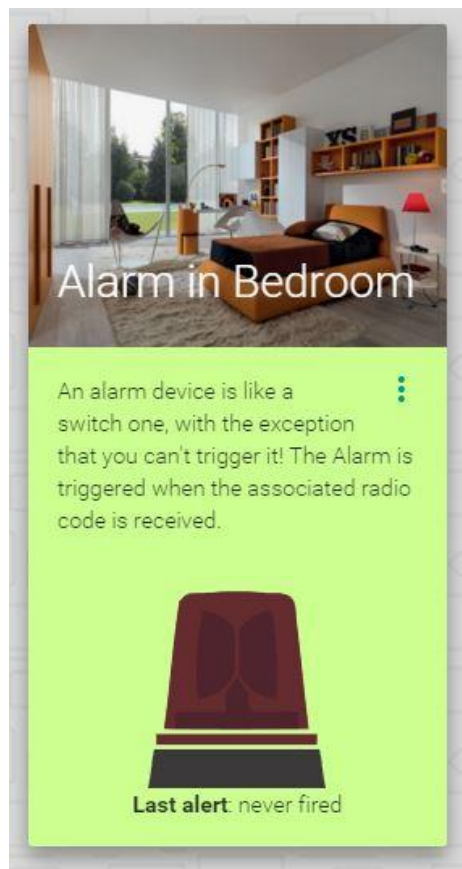 Alarm in Bedroom
An alarm device is like a
switch one, with the exception
that you can't trigger it! The Alarm is
triggered when the associated radio
code is received.
Last alert: never fired